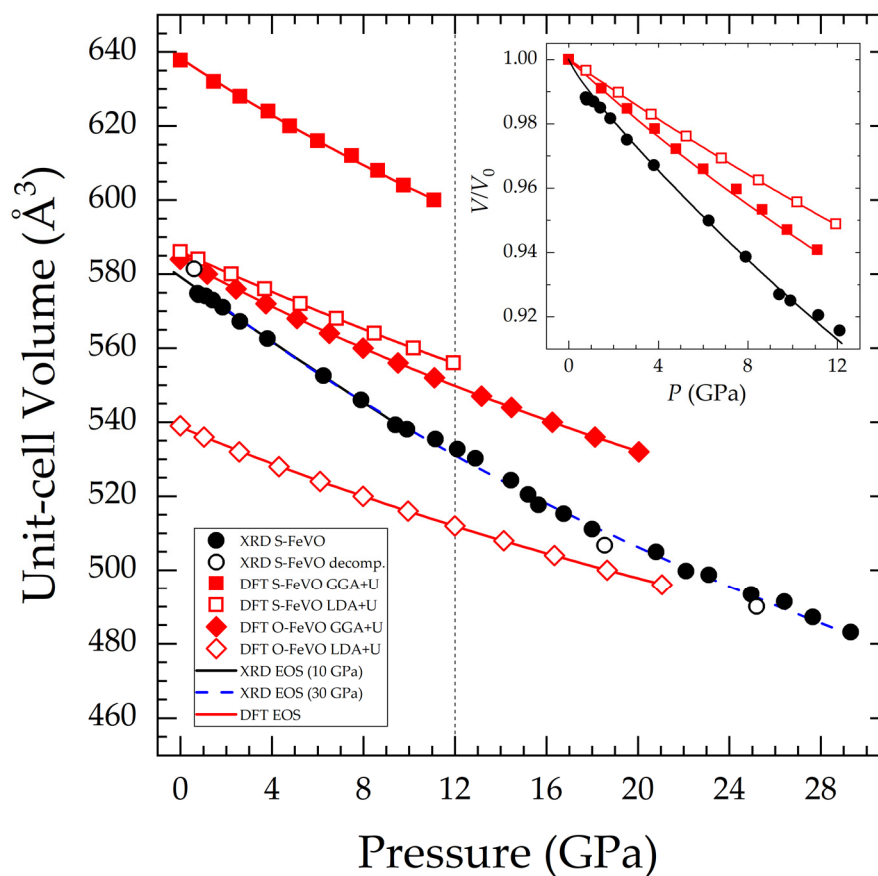 640
620
600
580
560
540
520
500
480
460
Unit-cell Volume (Å³)
0 4 8 12 16 20 24 28
Pressure (GPa)
XRD S-FeVO
XRD S-FeVO decomp.
DFT S-FeVO GGA+U
DFT S-FeVO LDA+U
DFT O-FeVO GGA+U
DFT O-FeVO LDA+U
XRD EOS (10 GPa)
XRD EOS (30 GPa)
DFT EOS
1.00
0.98
0.96
0.94
0.92
V/V₀
0 4 8 12
P (GPa)